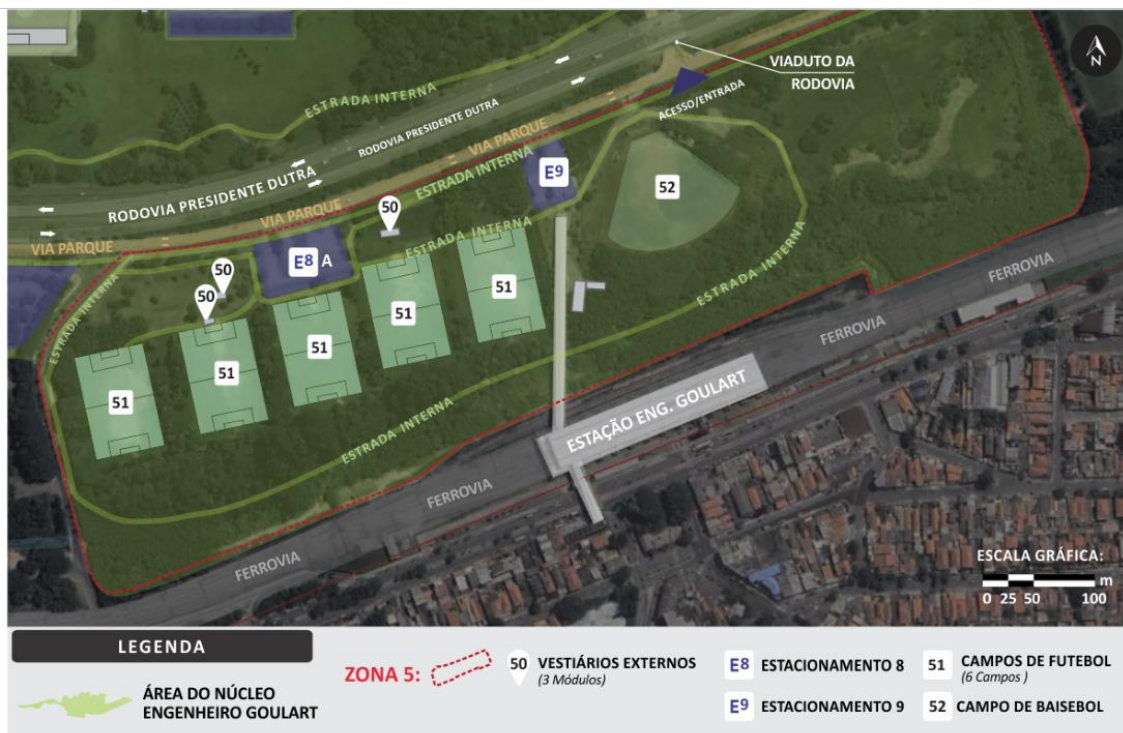 N
VIADUTO DA
RODOVIA
ESTRADA INTERNA
RODOVIA PRESIDENTE DUTRA
ACESSO/ENTRADA
VIA PARQUE
ESTRADA INTERNA
E9
52
RODOVIA PRESIDENTE DUTRA
50
VIA PARQUE
ESTRADA INTERNA
VIA PARQUE
E8 A
50
50
51
51
51
51
51
ESTRADA INTERNA
ESTRADA INTERNA
ESTRADA INTERNA
FERROVIA
FERROVIA
ESTAÇÃO ENG. GOULART
FERROVIA
FERROVIA
ESCALA GRÁFICA:
m
0 25 50 100
LEGENDA
ÁREA DO NÚCLEO
ENGENHEIRO GOULART
ZONA 5:
50 VESTIÁRIOS EXTERNOS
(3 Módulos)
E8 ESTACIONAMENTO 8
E9 ESTACIONAMENTO 9
51 CAMPOS DE FUTEBOL
(6 Campos )
52 CAMPO DE BAISEBOL